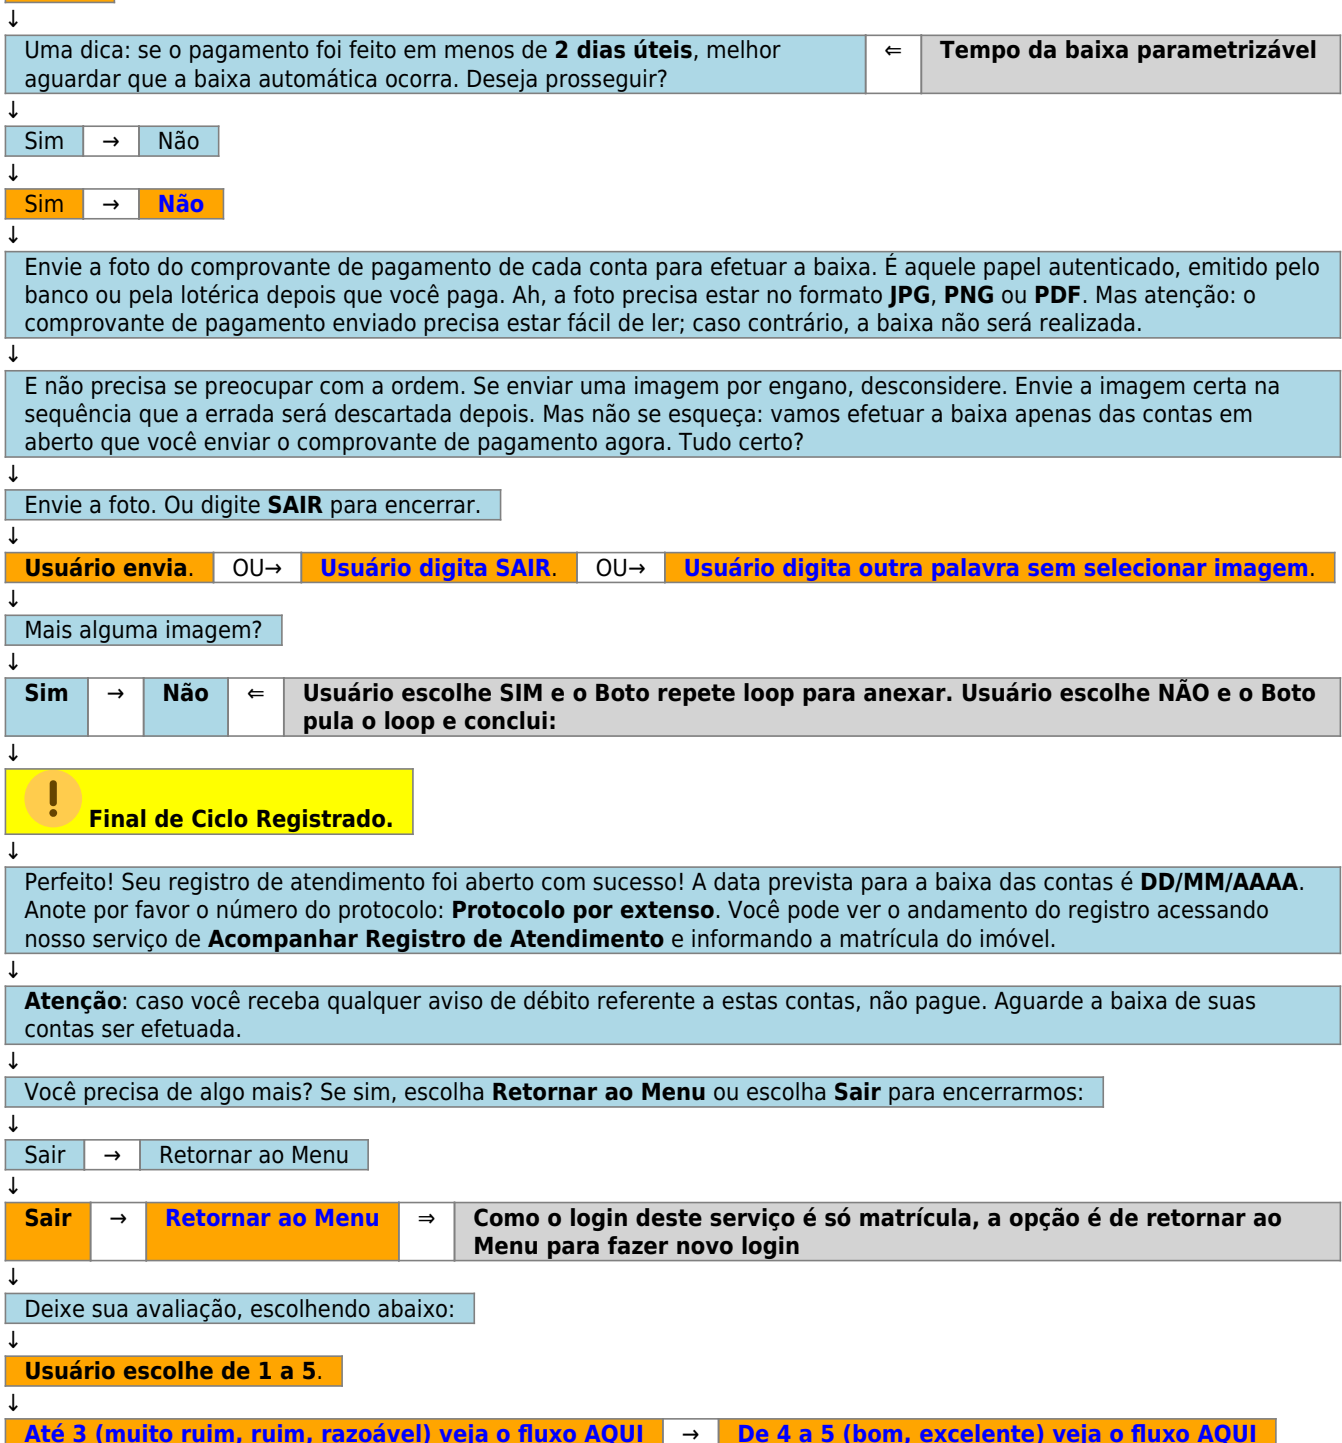 ↓
Uma dica: se o pagamento foi feito em menos de 2 dias úteis, melhor ⇐ Tempo da baixa parametrizável
aguardar que a baixa automática ocorra. Deseja prosseguir?
↓
Sim → Não
↓
Sim → Não
↓
Envie a foto do comprovante de pagamento de cada conta para efetuar a baixa. É aquele papel autenticado, emitido pelo
banco ou pela lotérica depois que você paga. Ah, a foto precisa estar no formato JPG, PNG ou PDF. Mas atenção: o
comprovante de pagamento enviado precisa estar fácil de ler; caso contrário, a baixa não será realizada.
↓
E não precisa se preocupar com a ordem. Se enviar uma imagem por engano, desconsidere. Envie a imagem certa na
sequência que a errada será descartada depois. Mas não se esqueça: vamos efetuar a baixa apenas das contas em
aberto que você enviar o comprovante de pagamento agora. Tudo certo?
↓
Envie a foto. Ou digite SAIR para encerrar.
↓
Usuário envia. OU→ Usuário digita SAIR. OU→ Usuário digita outra palavra sem selecionar imagem.
↓
Mais alguma imagem?
↓
Sim → Não ⇐ Usuário escolhe SIM e o Boto repete loop para anexar. Usuário escolhe NÃO e o Boto
pula o loop e conclui:
↓
Final de Ciclo Registrado.
↓
Perfeito! Seu registro de atendimento foi aberto com sucesso! A data prevista para a baixa das contas é DD/MM/AAAA.
Anote por favor o número do protocolo: Protocolo por extenso. Você pode ver o andamento do registro acessando
nosso serviço de Acompanhar Registro de Atendimento e informando a matrícula do imóvel.
↓
Atenção: caso você receba qualquer aviso de débito referente a estas contas, não pague. Aguarde a baixa de suas
contas ser efetuada.
↓
Você precisa de algo mais? Se sim, escolha Retornar ao Menu ou escolha Sair para encerrarmos:
↓
Sair → Retornar ao Menu
↓
Sair → Retornar ao Menu ⇒ Como o login deste serviço é só matrícula, a opção é de retornar ao
Menu para fazer novo login
↓
Deixe sua avaliação, escolhendo abaixo:
↓
Usuário escolhe de 1 a 5.
↓
Até 3 (muito ruim, ruim, razoável) veja o fluxo AQUI → De 4 a 5 (bom, excelente) veja o fluxo AQUI